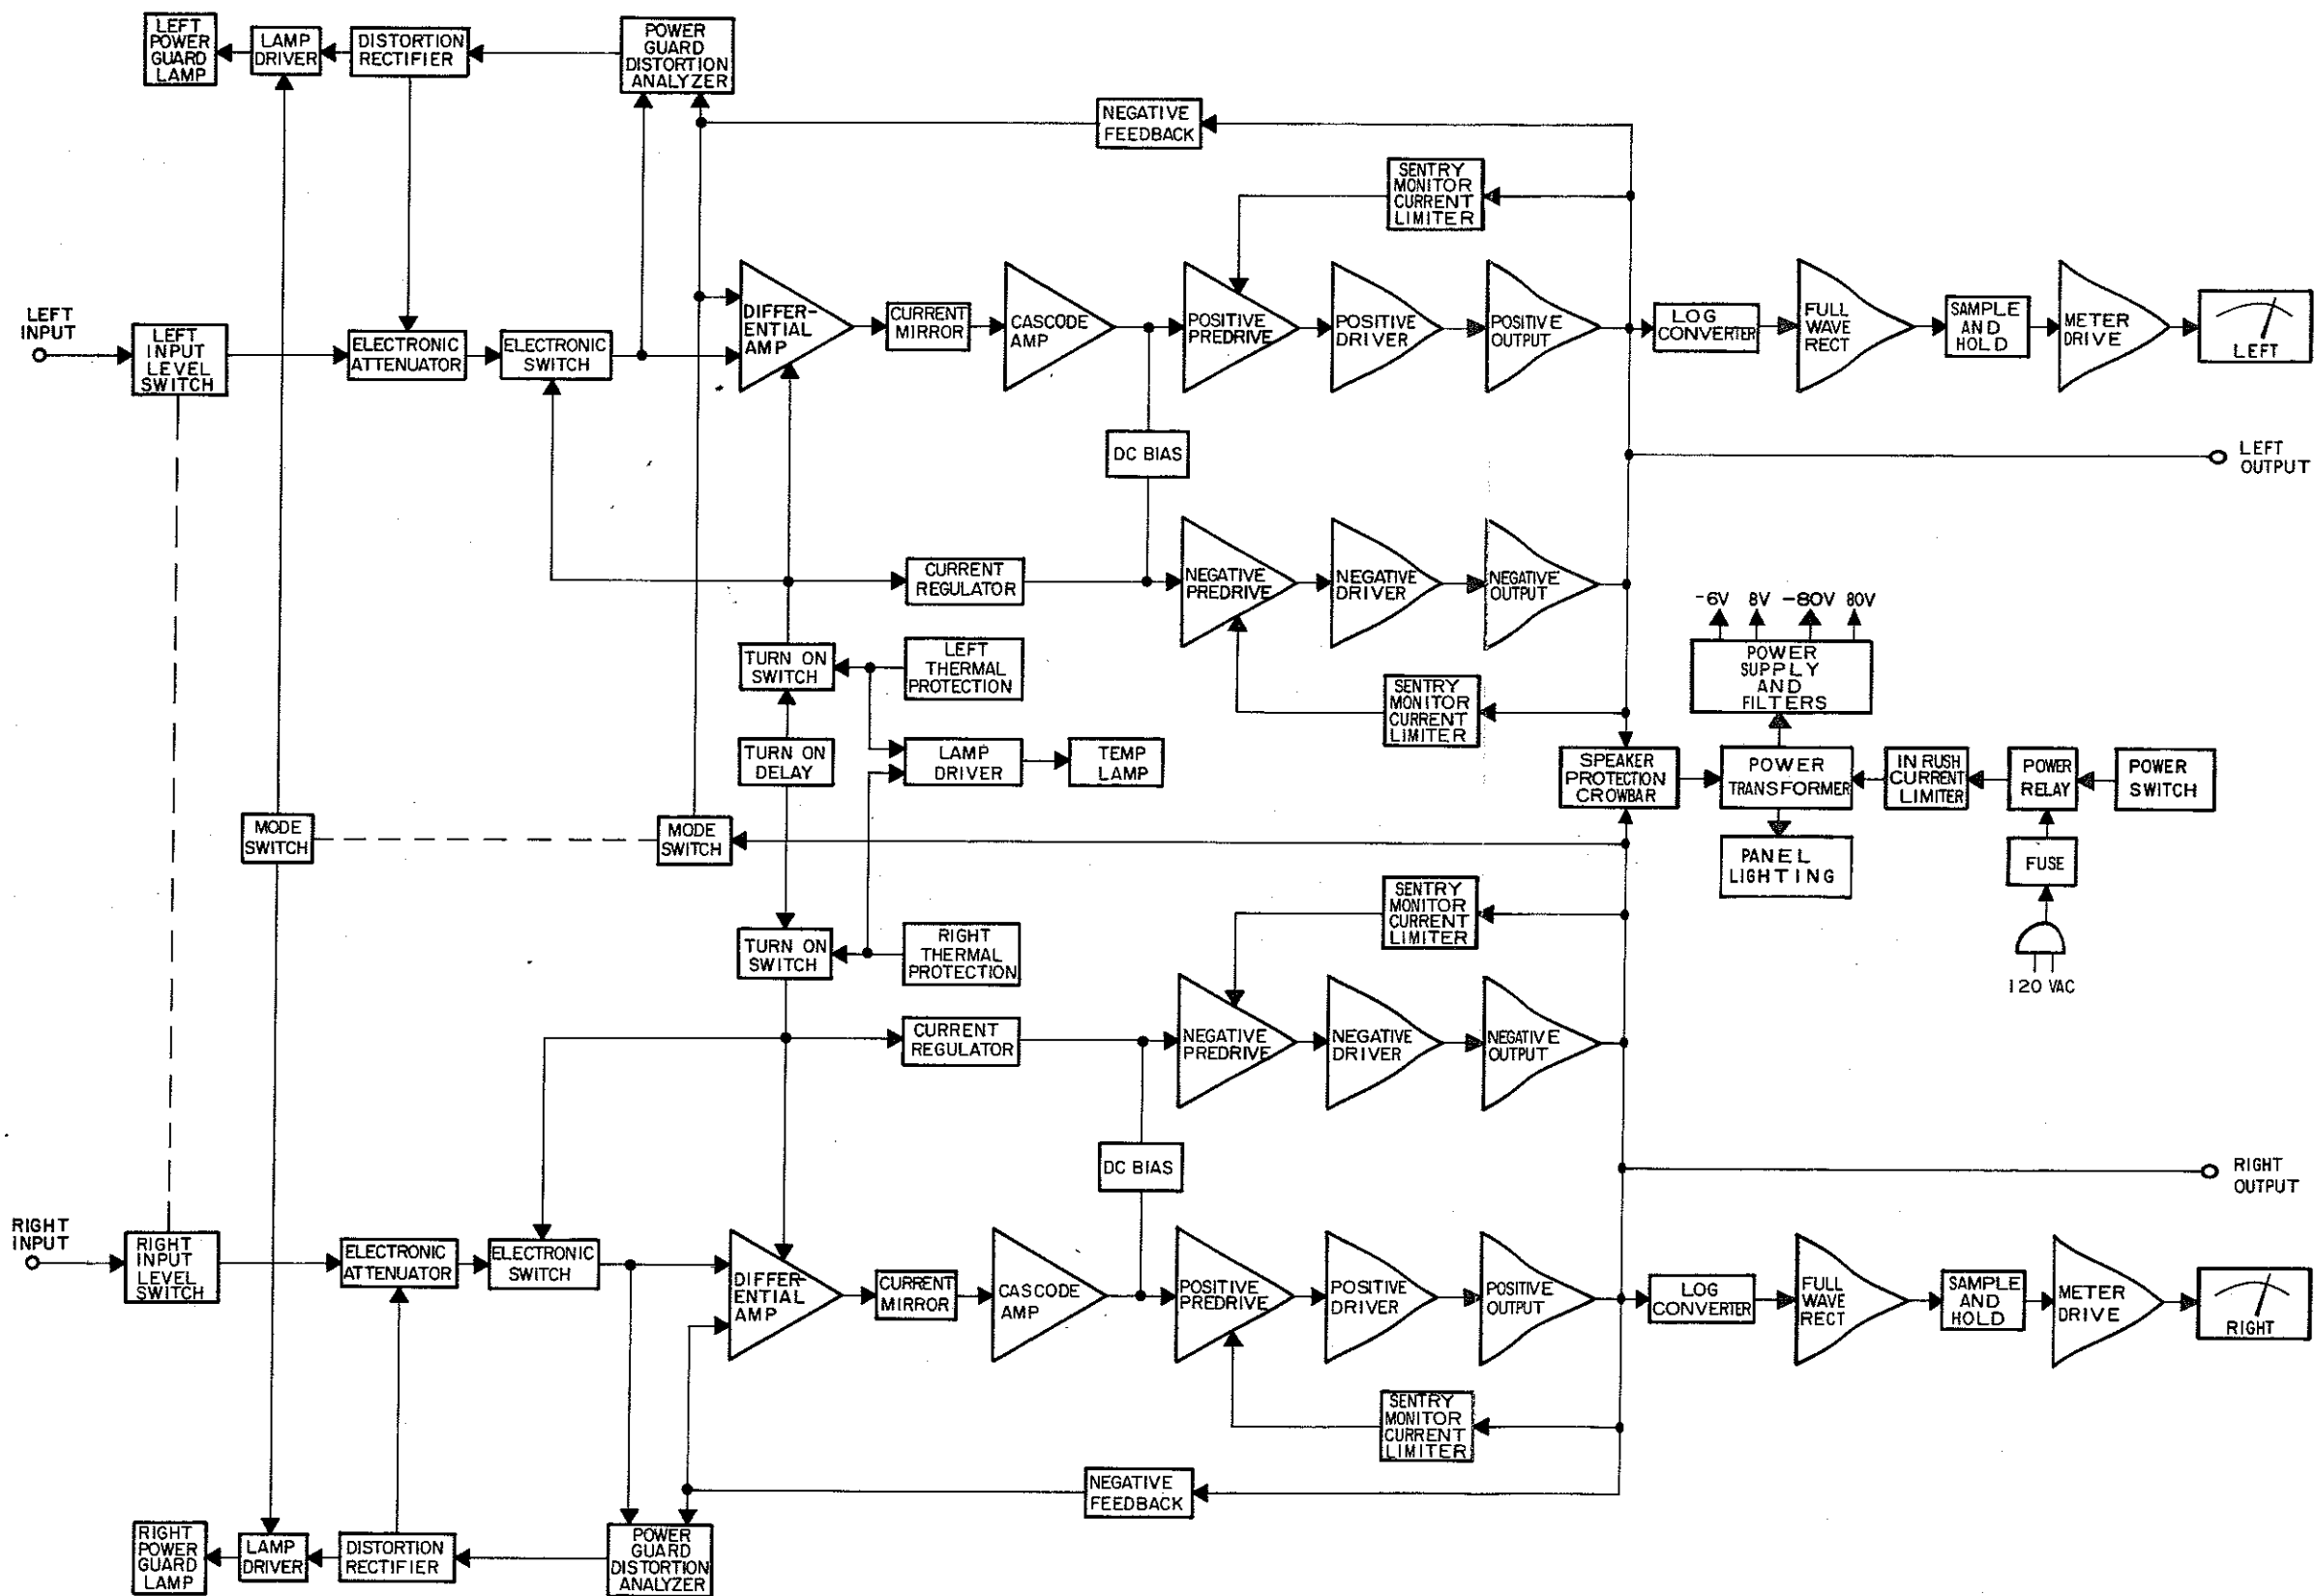 LEFT
POWER
GUARD
LAMP
LAMP
DRIVER
DISTORTION
RECTIFIER
POWER
GUARD
DISTORTION
ANALYZER
NEGATIVE
FEEDBACK
SENTRY
MONITOR
CURRENT
LIMITER
LEFT
INPUT
LEFT
INPUT
LEVEL
SWITCH
ELECTRONIC
ATTENUATOR
ELECTRONIC
SWITCH
DIFFER-
ENTIAL
AMP
CURRENT
MIRROR
CASCODE
AMP
POSITIVE
PREDRIVE
POSITIVE
DRIVER
POSITIVE
OUTPUT
LOG
CONVERTER
FULL
WAVE
RECT
SAMPLE
AND
HOLD
METER
DRIVE
LEFT
DC BIAS
LEFT
OUTPUT
CURRENT
REGULATOR
NEGATIVE
PREDRIVE
NEGATIVE
DRIVER
NEGATIVE
OUTPUT
-6V 8V -80V 80V
POWER
SUPPLY
AND
FILTERS
TURN ON
SWITCH
LEFT
THERMAL
PROTECTION
SENTRY
MONITOR
CURRENT
LIMITER
TURN ON
DELAY
LAMP
DRIVER
TEMP
LAMP
SPEAKER
PROTECTION
CROWBAR
POWER
TRANSFORMER
IN RUSH
CURRENT
LIMITER
POWER
RELAY
POWER
SWITCH
MODE
SWITCH
MODE
SWITCH
PANEL
LIGHTING
FUSE
120 VAC
SENTRY
MONITOR
CURRENT
LIMITER
TURN ON
SWITCH
RIGHT
THERMAL
PROTECTION
CURRENT
REGULATOR
NEGATIVE
PREDRIVE
NEGATIVE
DRIVER
NEGATIVE
OUTPUT
DC BIAS
RIGHT
OUTPUT
RIGHT
INPUT
RIGHT
INPUT
LEVEL
SWITCH
ELECTRONIC
ATTENUATOR
ELECTRONIC
SWITCH
DIFFER-
ENTIAL
AMP
CURRENT
MIRROR
CASCODE
AMP
POSITIVE
PREDRIVE
POSITIVE
DRIVER
POSITIVE
OUTPUT
LOG
CONVERTER
FULL
WAVE
RECT
SAMPLE
AND
HOLD
METER
DRIVE
RIGHT
SENTRY
MONITOR
CURRENT
LIMITER
NEGATIVE
FEEDBACK
RIGHT
POWER
GUARD
LAMP
LAMP
DRIVER
DISTORTION
RECTIFIER
POWER
GUARD
DISTORTION
ANALYZER